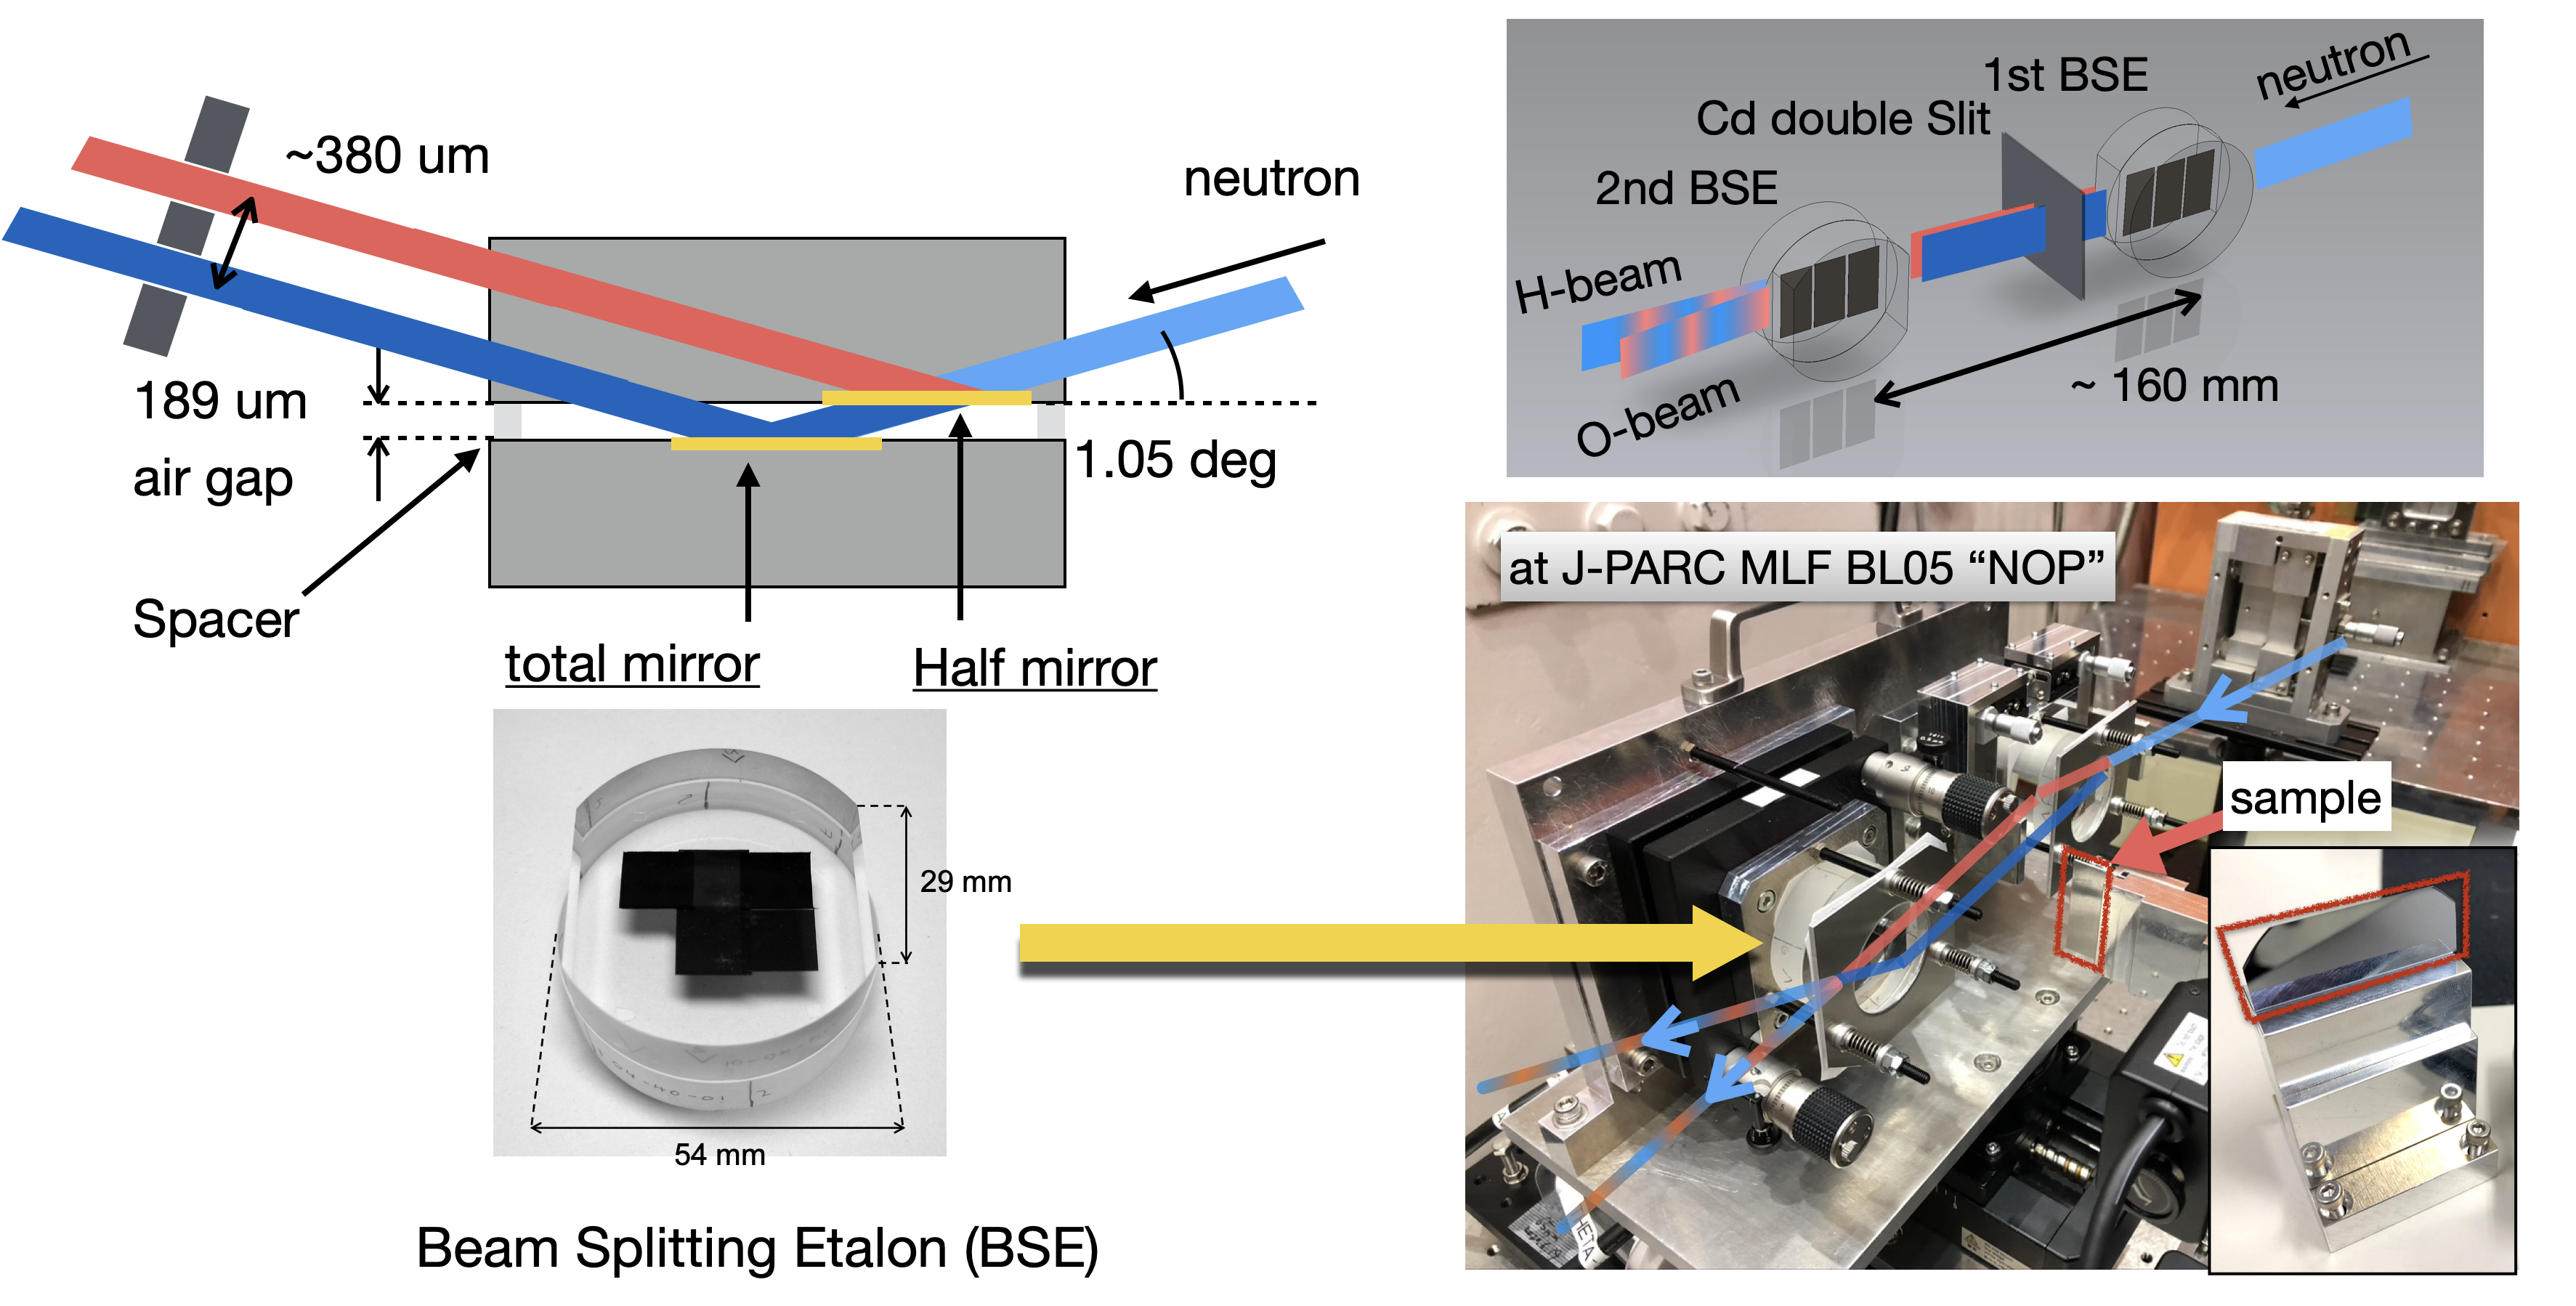 ~380 um
neutron
189 um
air gap
1.05 deg
Spacer
total mirror
Half mirror
29 mm
54 mm
Beam Splitting Etalon (BSE)
neutron
1st BSE
Cd double Slit
2nd BSE
H-beam
O-beam
~ 160 mm
at J-PARC MLF BL05 “NOP”
sample